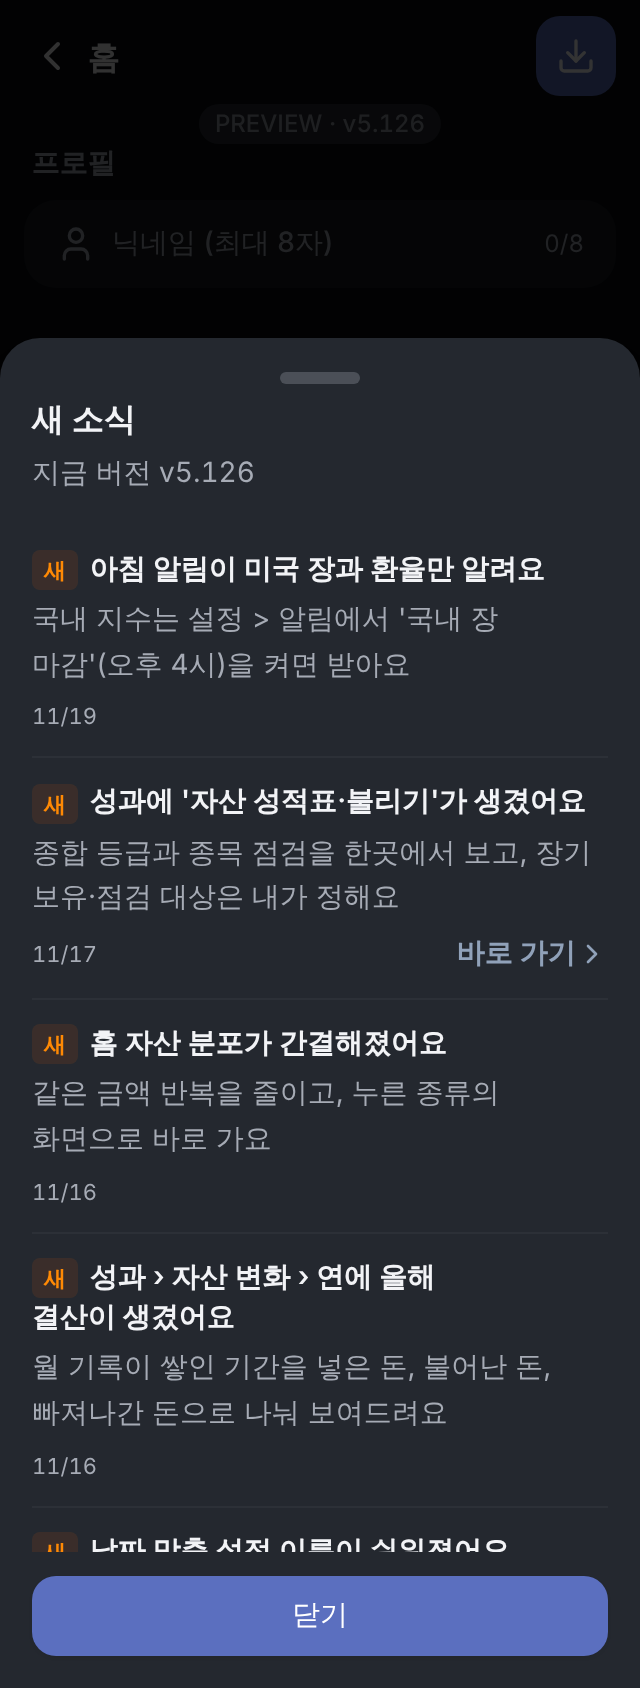 홈
PREVIEW · v5.126
프로필
닉네임 (최대 8자)
0/8
새 소식
지금 버전 v5.126
새 아침 알림이 미국 장과 환율만 알려요
국내 지수는 설정 > 알림에서 '국내 장
마감'(오후 4시)을 켜면 받아요
11/19
새 성과에 '자산 성적표·불리기'가 생겼어요
종합 등급과 종목 점검을 한곳에서 보고, 장기
보유·점검 대상은 내가 정해요
11/17
바로 가기 >
새 홈 자산 분포가 간결해졌어요
같은 금액 반복을 줄이고, 누른 종류의
화면으로 바로 가요
11/16
새 성과 › 자산 변화 › 연에 올해
결산이 생겼어요
월 기록이 쌓인 기간을 넣은 돈, 불어난 돈,
빠져나간 돈으로 나눠 보여드려요
11/16
새
닫기